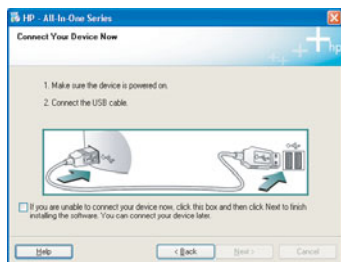 HP - All-In-One Series
Connect Your Device Now
hp
1. Make sure the device is powered on.
2. Connect the USB cable.
If you are unable to connect your device now, click this box and then click Next to finish
installing the software. You can connect your device later.
Help
< Back
Next >
Cancel